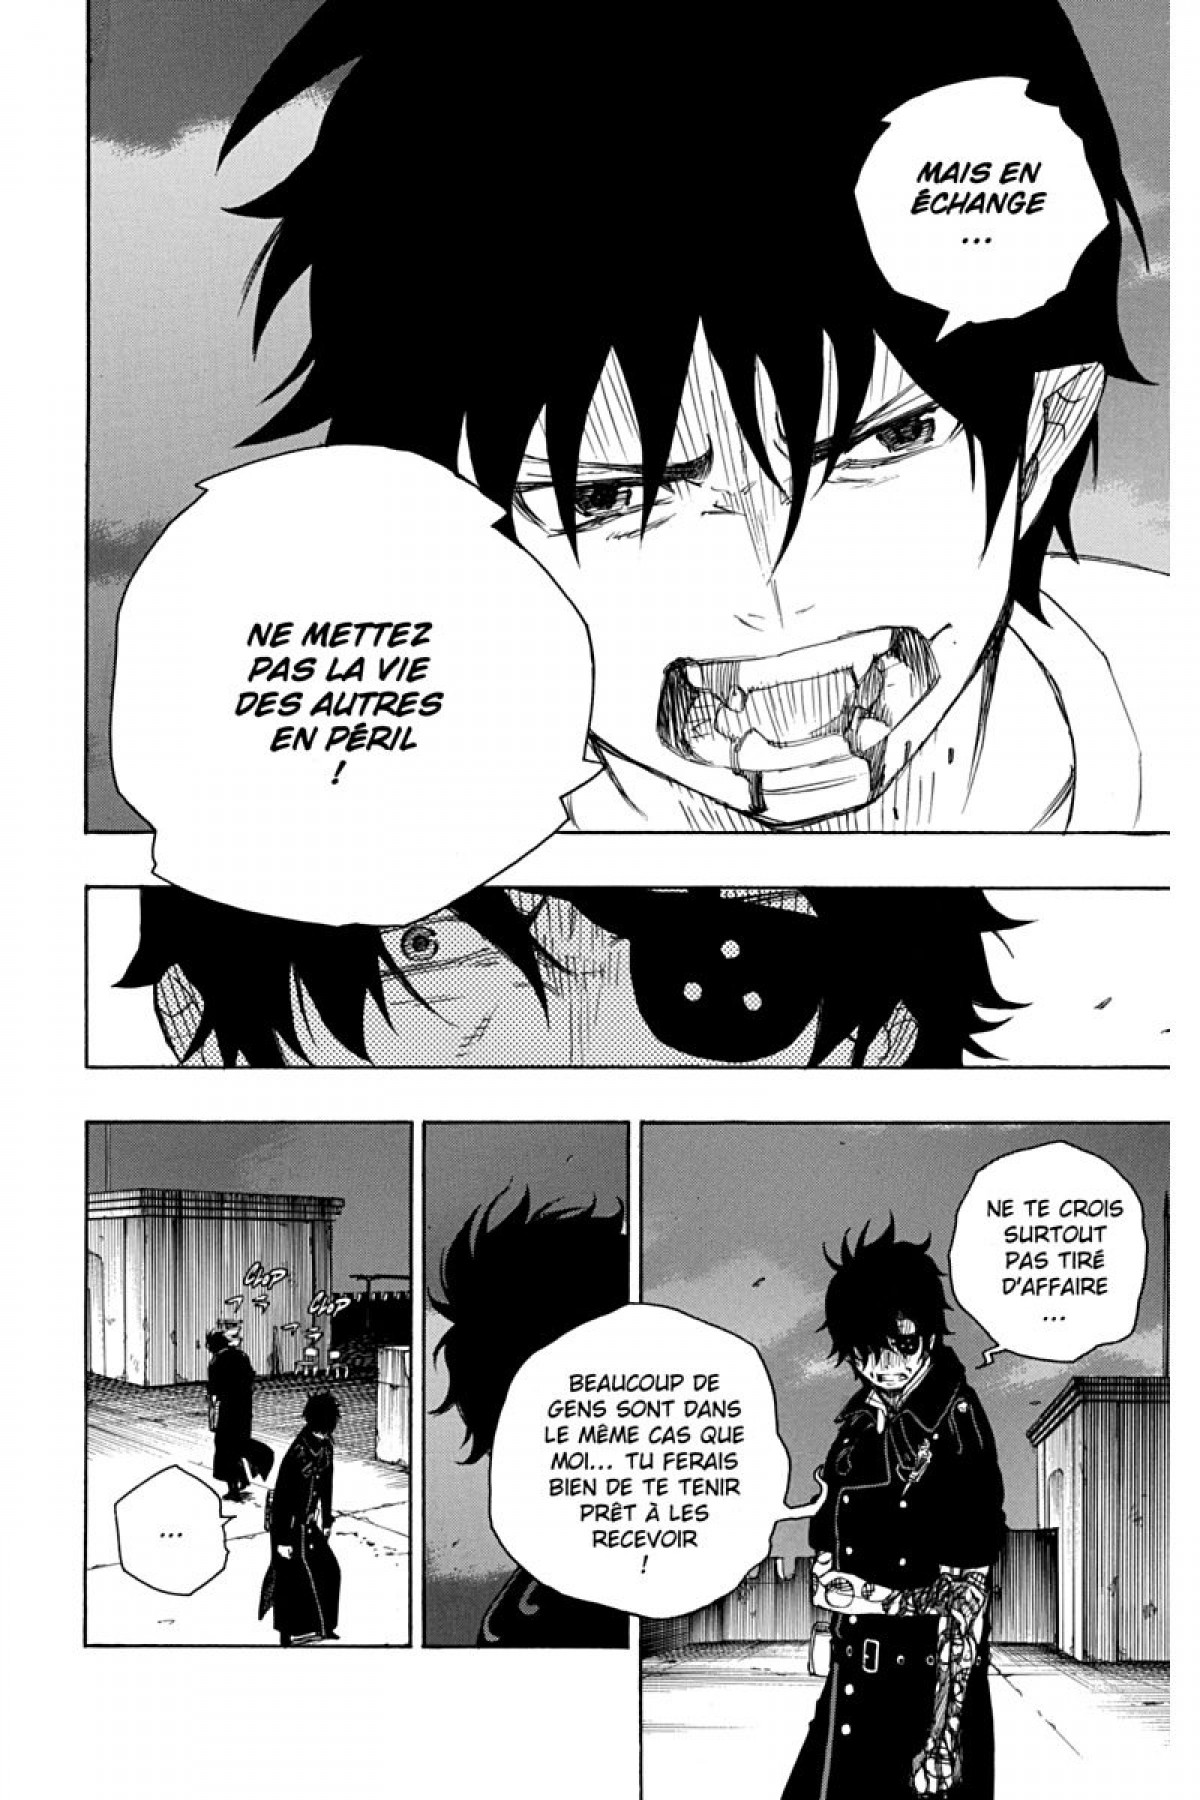 MAIS EN
ÉCHANGE
...
NE METTEZ
PAS LA VIE
DES AUTRES
EN PÉRIL
!
NE TE CROIS
SURTOUT
PAS TIRÉ
D'AFFAIRE
...
BEAUCOUP DE
GENS SONT DANS
LE MÊME CAS QUE
MOI... TU FERAIS
BIEN DE TE TENIR
PRÊT À LES
RECEVOIR
!
CLOP
CLOP
...